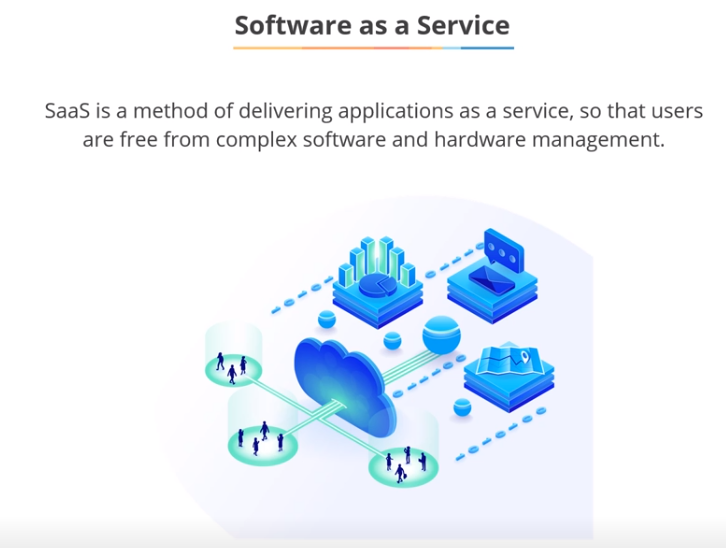 Software as a Service
SaaS is a method of delivering applications as a service, so that users
are free from complex software and hardware management.